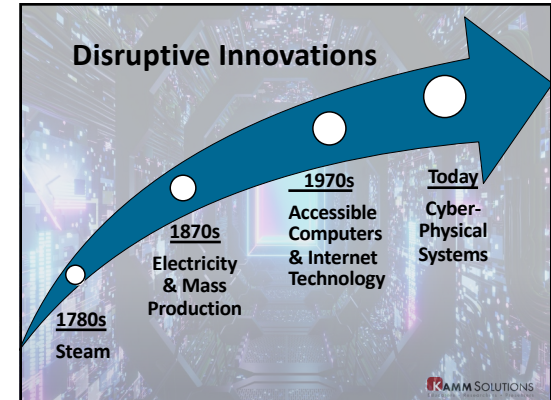 Disruptive Innovations
1780s
Steam
1870s
Electricity
& Mass
Production
1970s
Accessible
Computers
& Internet
Technology
Today
Cyber-
Physical
Systems
KAMM SOLUTIONS